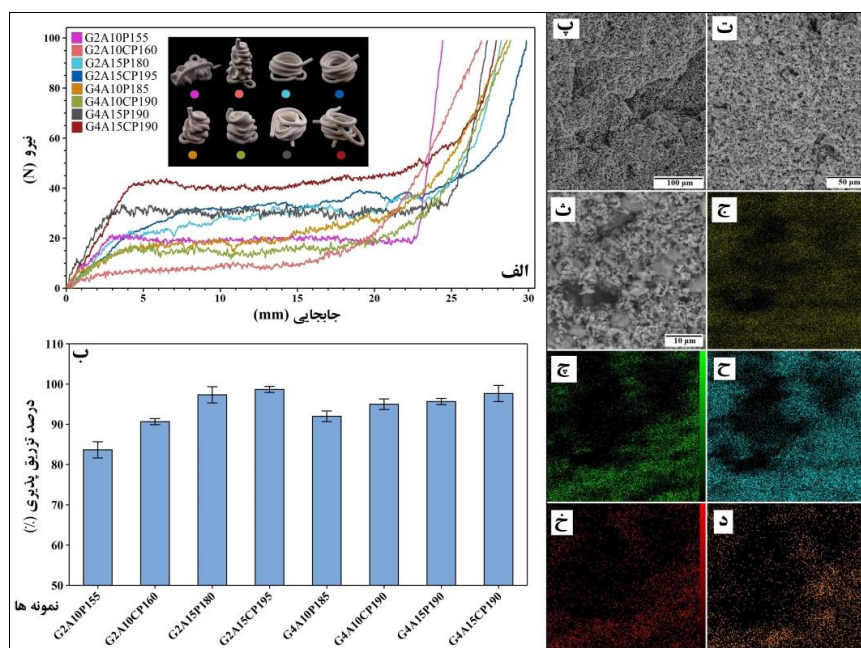 G2A10P155
G2A10CP160
G2A15P180
G2A15CP195
G4A10P185
G4A10CP190
G4A15P190
G4A15CP190
100
80
60
40
20
0
نیرو (N)
0 5 10 15 20 25 30
جابجایی (mm)
الف
ب
110
100
90
80
70
60
50
درصد تزریق پذیری (%)
نمونه ها
G2A10P155
G2A10CP160
G2A15P180
G2A15CP195
G4A10P185
G4A10CP190
G4A15P190
G4A15CP190
پ
100 µm
ت
50 µm
ث
10 µm
ج
چ
ح
خ
د